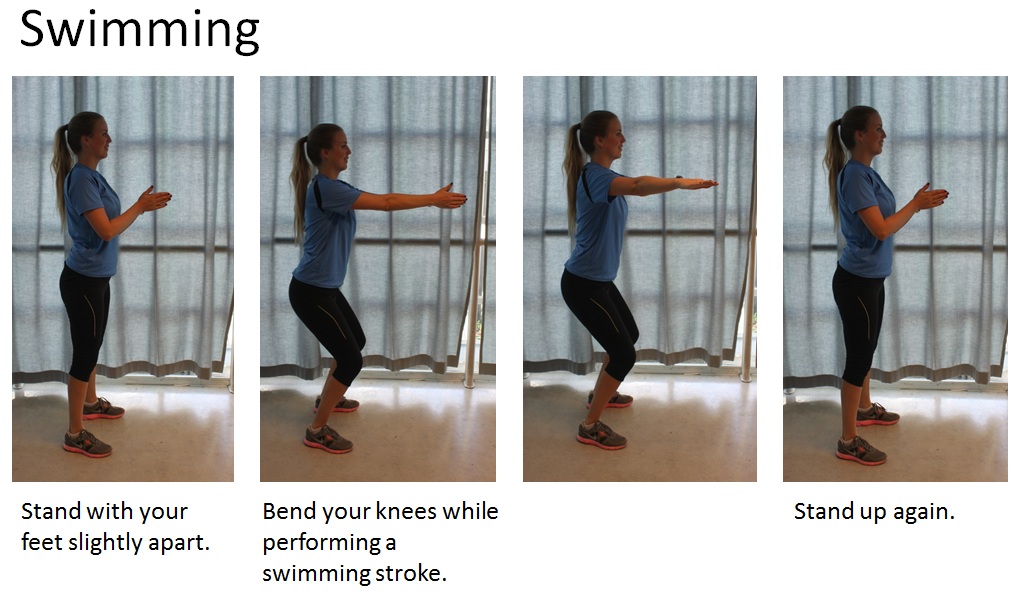 Swimming
Stand with your
feet slightly apart.
Bend your knees while
performing a
swimming stroke.
Stand up again.